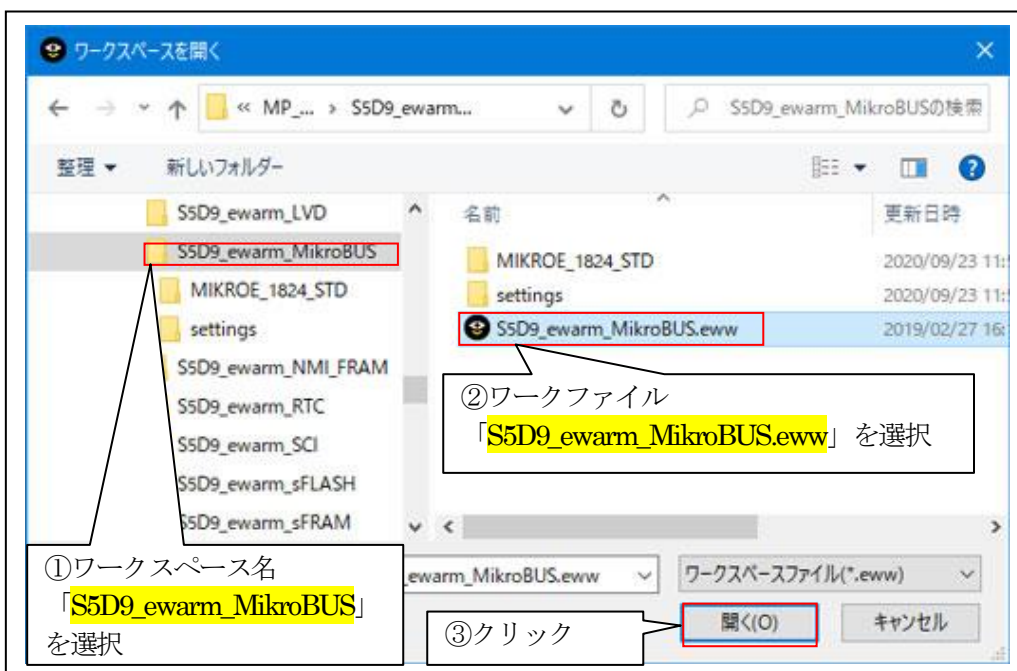 ワークスペースを開く
« MP_... › S5D9_ewarm...
S5D9_ewarm_MikroBUSの検索
整理
新しいフォルダー
S5D9_ewarm_LVD
S5D9_ewarm_MikroBUS
MIKROE_1824_STD
settings
S5D9_ewarm_NMI_FRAM
S5D9_ewarm_RTC
S5D9_ewarm_SCI
S5D9_ewarm_sFLASH
S5D9_ewarm_sFRAM
名前
更新日時
MIKROE_1824_STD
2020/09/23 11:
settings
2020/09/23 11:
S5D9_ewarm_MikroBUS.eww
2019/02/27 16:
②ワークファイル
「S5D9_ewarm_MikroBUS.eww」を選択
①ワークスペース名
「S5D9_ewarm_MikroBUS」
を選択
_ewarm_MikroBUS.eww
ワークスペースファイル(*.eww)
③クリック
開く(O)
キャンセル